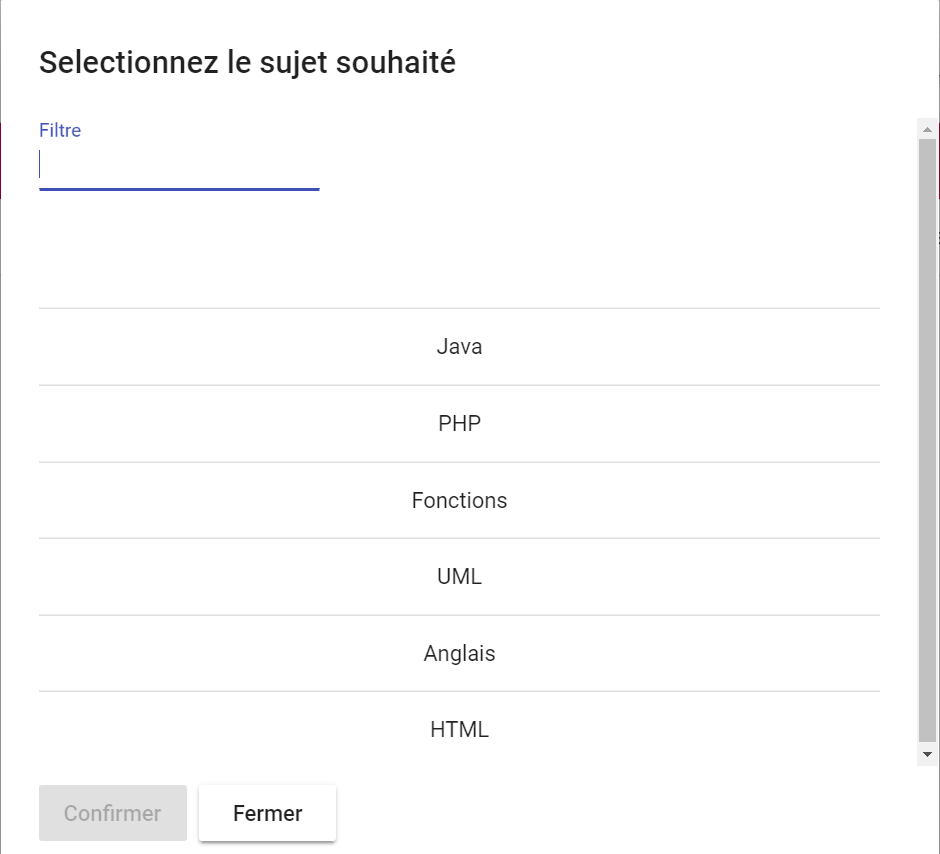 Selectionnez le sujet souhaité
Filtre
Java
PHP
Fonctions
UML
Anglais
HTML
Confirmer
Fermer